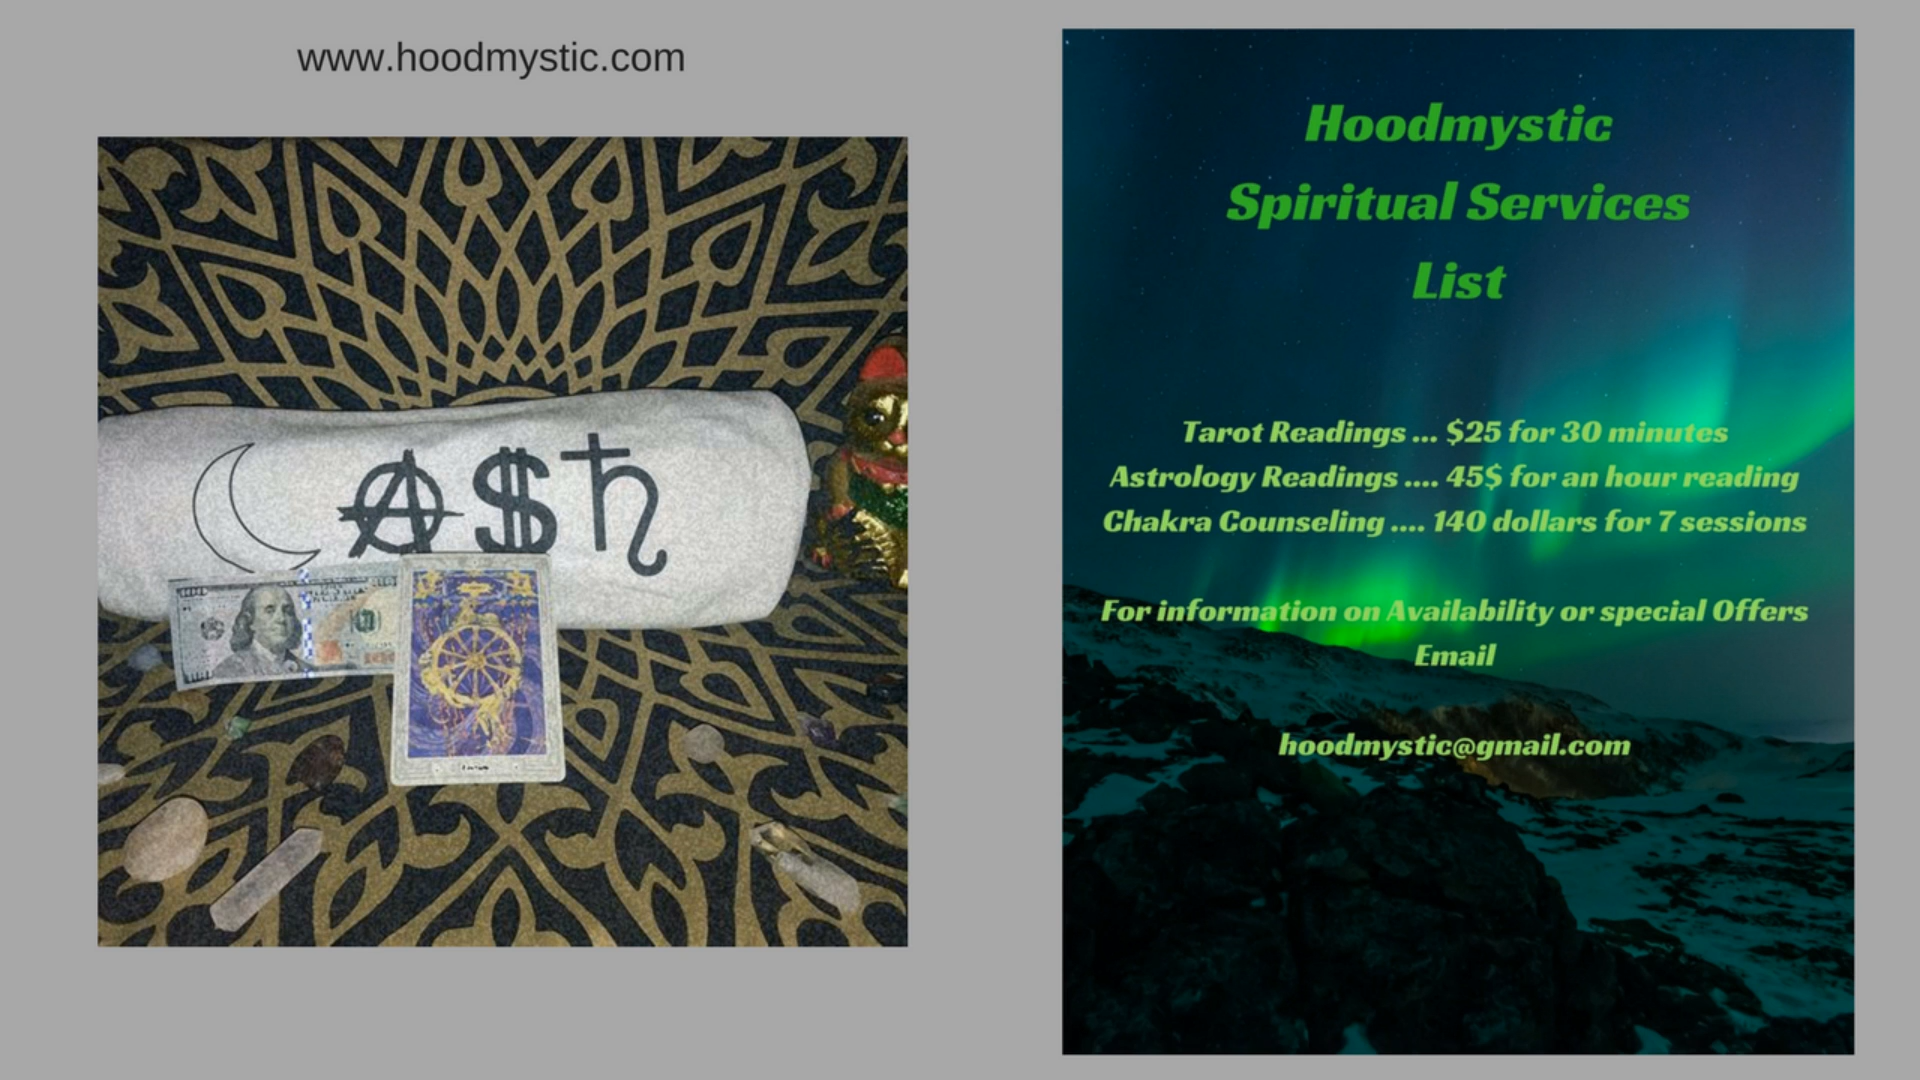 www.hoodmystic.com
A$
100
Hoodmystic
Spiritual Services
List
Tarot Readings ... $25 for 30 minutes
Astrology Readings .... 45$ for an hour reading
Chakra Counseling .... 140 dollars for 7 sessions
For information on Availability or special Offers
Email
hoodmystic@gmail.com